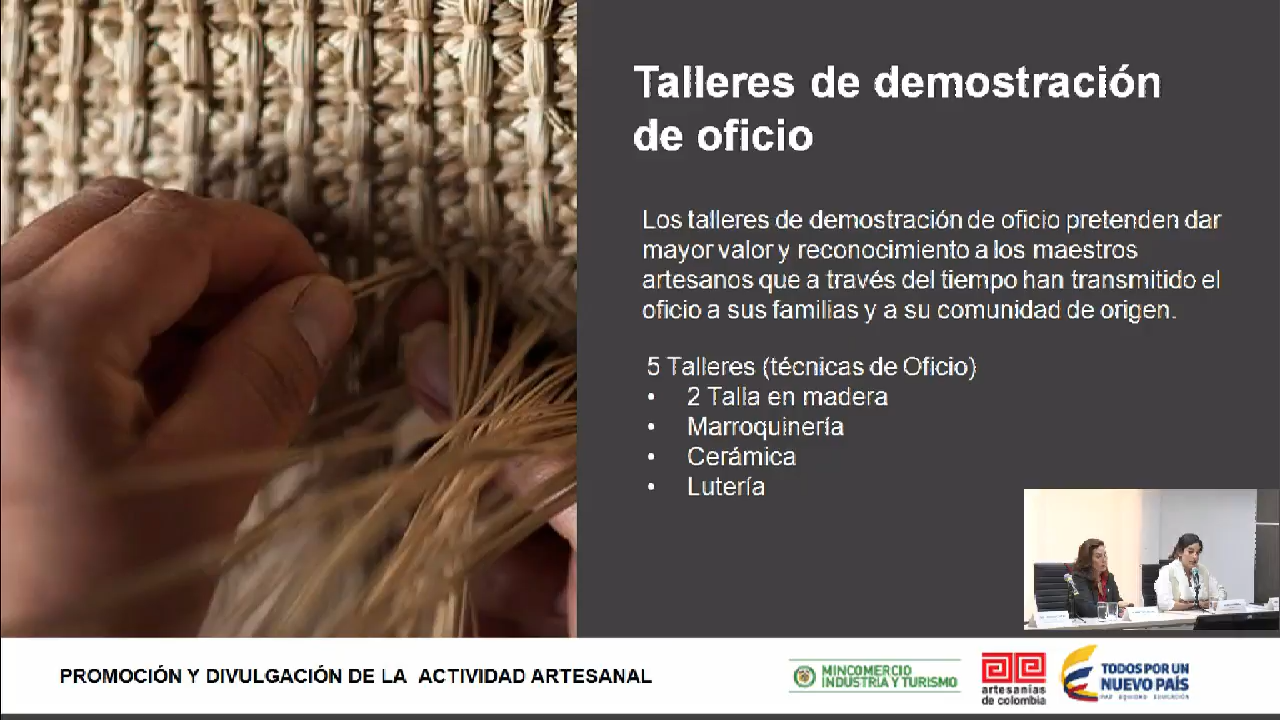 Talleres de demostración
de oficio
Los talleres de demostración de oficio pretenden dar
mayor valor y reconocimiento a los maestros
artesanos que a través del tiempo han transmitido el
oficio a sus familias y a su comunidad de origen.
5 Talleres (técnicas de Oficio)
• 2 Talla en madera
• Marroquinería
• Cerámica
• Lutería
PROMOCIÓN Y DIVULGACIÓN DE LA ACTIVIDAD ARTESANAL
MINCOMERCIO
INDUSTRIA Y TURISMO
artesanías
de colombia
TODOS POR UN
NUEVO PAÍS
PAZ EQUIDAD EDUCACIÓN